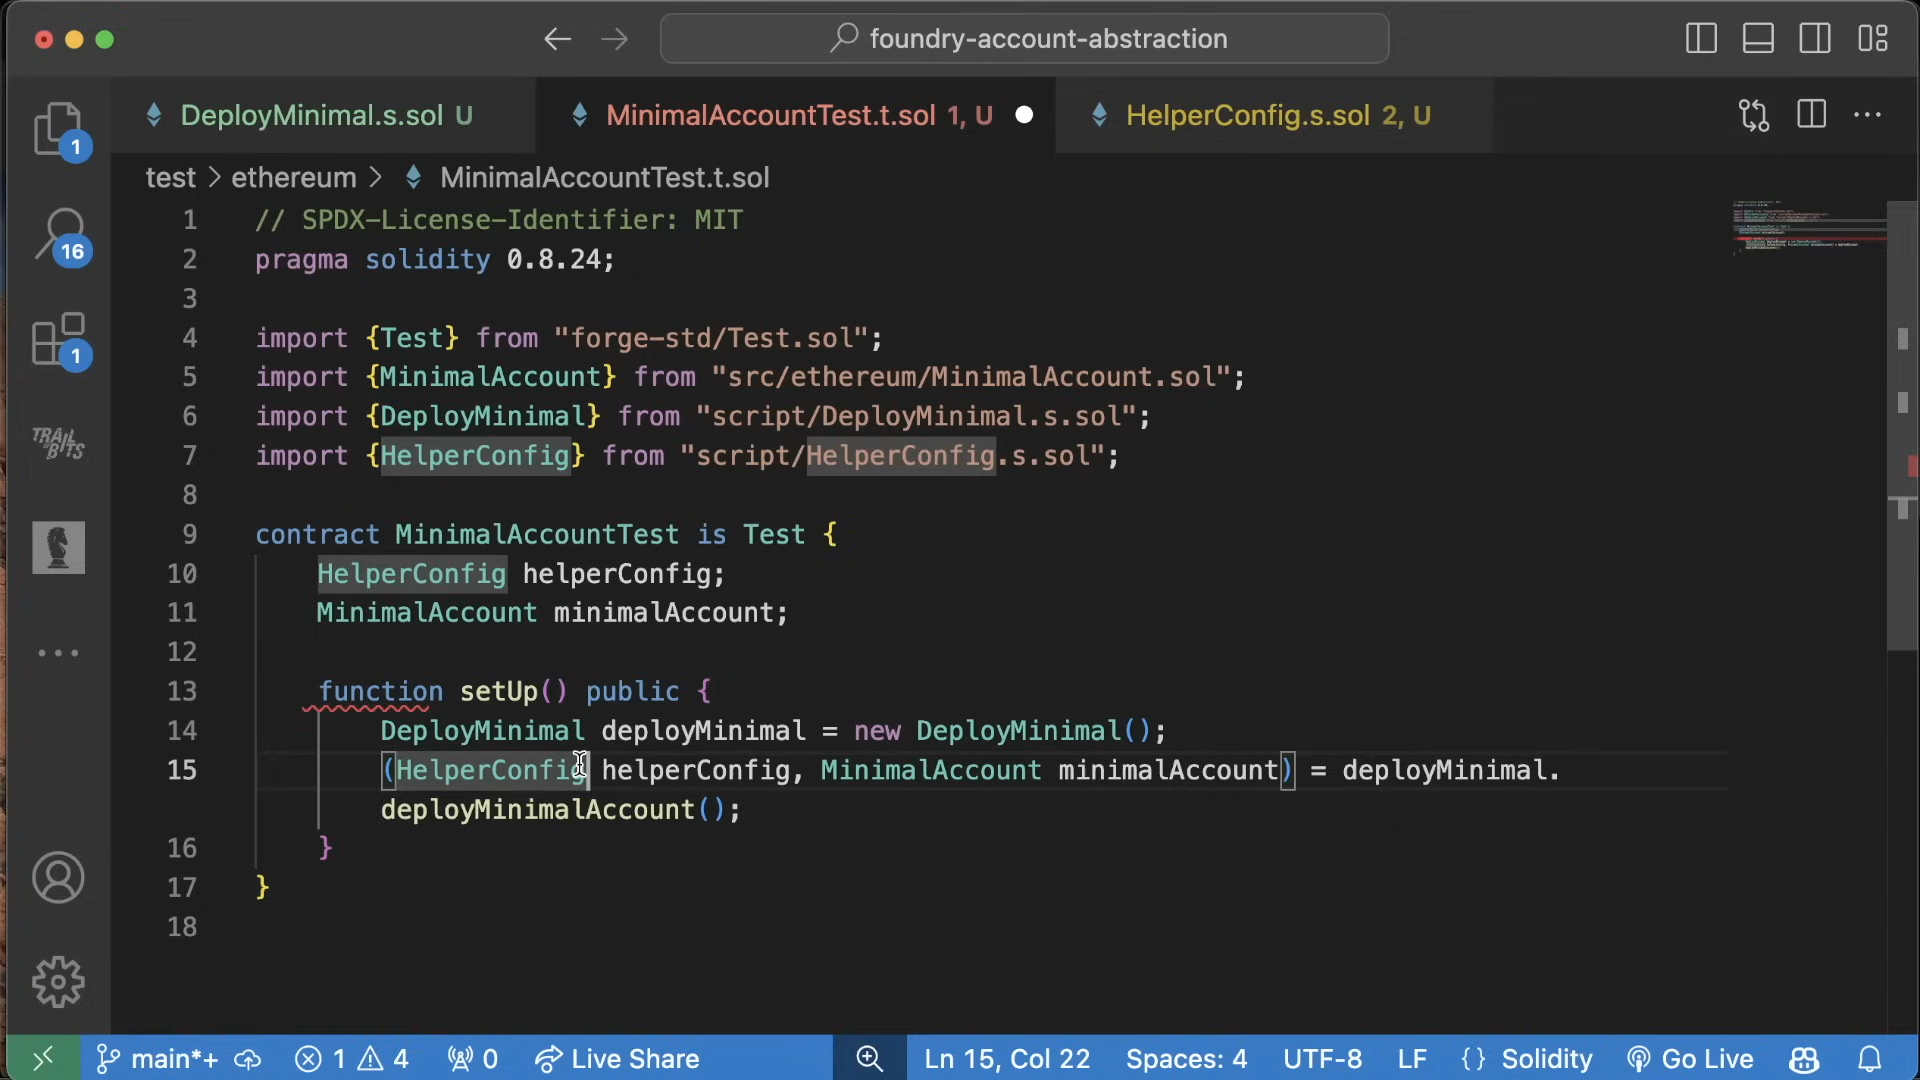 foundry-account-abstraction
DeployMinimal.s.sol U
MinimalAccountTest.t.sol 1, U
HelperConfig.s.sol 2, U
test > ethereum > MinimalAccountTest.t.sol
1 // SPDX-License-Identifier: MIT
2 pragma solidity 0.8.24;
3
4 import {Test} from "forge-std/Test.sol";
5 import {MinimalAccount} from "src/ethereum/MinimalAccount.sol";
6 import {DeployMinimal} from "script/DeployMinimal.s.sol";
7 import {HelperConfig} from "script/HelperConfig.s.sol";
8
9 contract MinimalAccountTest is Test {
10 HelperConfig helperConfig;
11 MinimalAccount minimalAccount;
12
13 function setUp() public {
14 DeployMinimal deployMinimal = new DeployMinimal();
15 (HelperConfig helperConfig, MinimalAccount minimalAccount) = deployMinimal.
deployMinimalAccount();
16 }
17 }
18
1
16
1
TRAIL OF BITS
main*+ 1 4 0 Live Share Ln 15, Col 22 Spaces: 4 UTF-8 LF {} Solidity Go Live